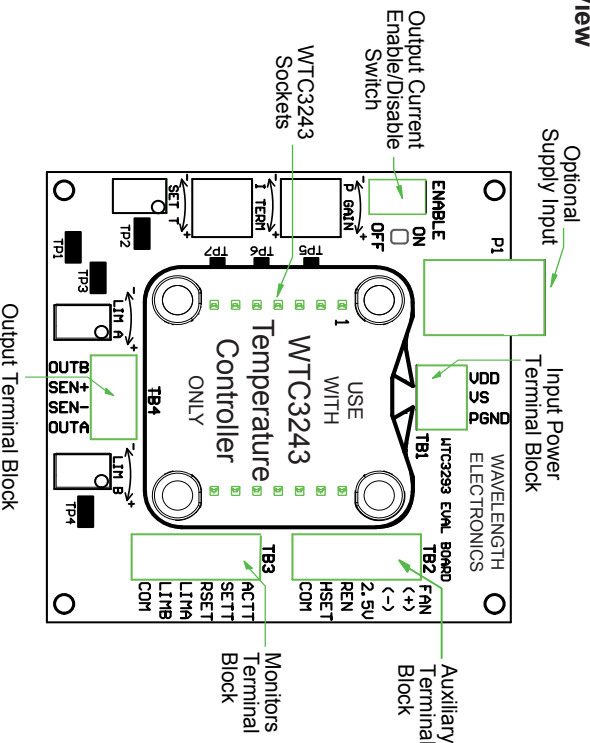 View
Optional
Supply Input
Output Current
Enable/Disable
Switch
WTC3243
Sockets
Input Power
Terminal Block
Output Terminal Block
Auxiliary
Terminal
Block
Monitors
Terminal
Block
P1
ENABLE
ON
OFF
- P GAIN +
- I TERM +
- SET T +
TP1
TP2
TP3
TP5
TP6
TP7
VDD
VS
PGND
TB1
WAVELENGTH
ELECTRONICS
WTC3293 EVAL BOARD
1
USE
WITH
WTC3243
Temperature
Controller
ONLY
- LIM A +
OUTB
SEN+
SEN-
OUTA
TB4
- LIM B +
TP4
TB2
FAN
(+)
(-)
2.5V
REN
HSET
COM
TB3
ACTT
SETT
RSET
LIMA
LIMB
COM